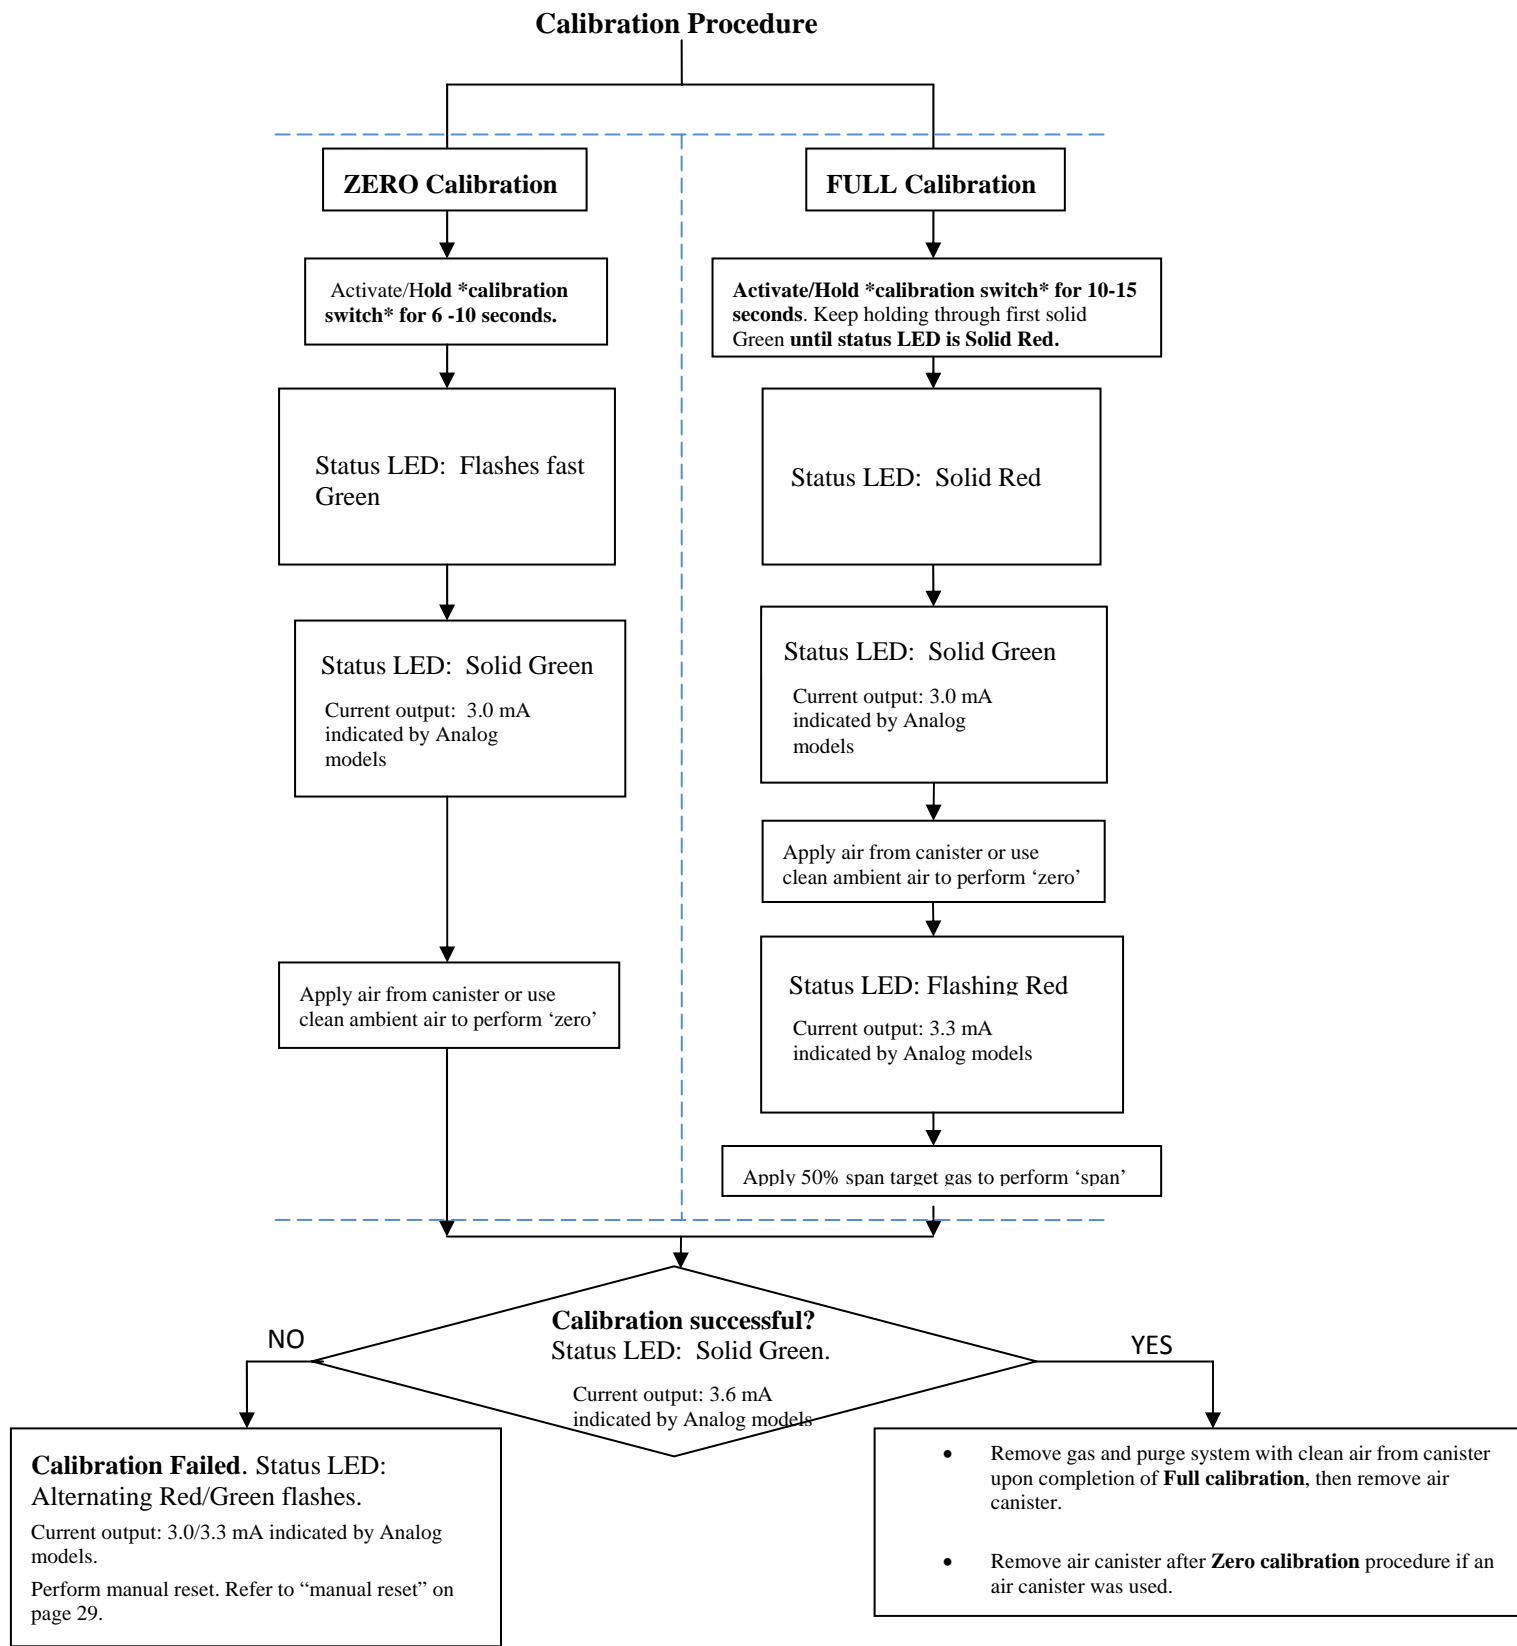 Calibration Procedure
ZERO Calibration
Activate/Hold *calibration
switch* for 6 -10 seconds.
Status LED:  Flashes fast
Green
Status LED:  Solid Green
Current output:  3.0 mA
indicated by Analog
models
Apply air from canister or use
clean ambient air to perform ‘zero’
FULL Calibration
Activate/Hold *calibration switch* for 10-15
seconds. Keep holding through first solid
Green until status LED is Solid Red.
Status LED:  Solid Red
Status LED:  Solid Green
Current output: 3.0 mA
indicated by Analog
models
Apply air from canister or use
clean ambient air to perform ‘zero’
Status LED: Flashing Red
Current output: 3.3 mA
indicated by Analog models
Apply 50% span target gas to perform ‘span’
Calibration successful?
Status LED:  Solid Green.
Current output: 3.6 mA
indicated by Analog models
NO
Calibration Failed. Status LED:
Alternating Red/Green flashes.
Current output: 3.0/3.3 mA indicated by Analog
models.
Perform manual reset. Refer to “manual reset” on
page 29.
YES
• Remove gas and purge system with clean air from canister
upon completion of Full calibration, then remove air
canister.
• Remove air canister after Zero calibration procedure if an
air canister was used.